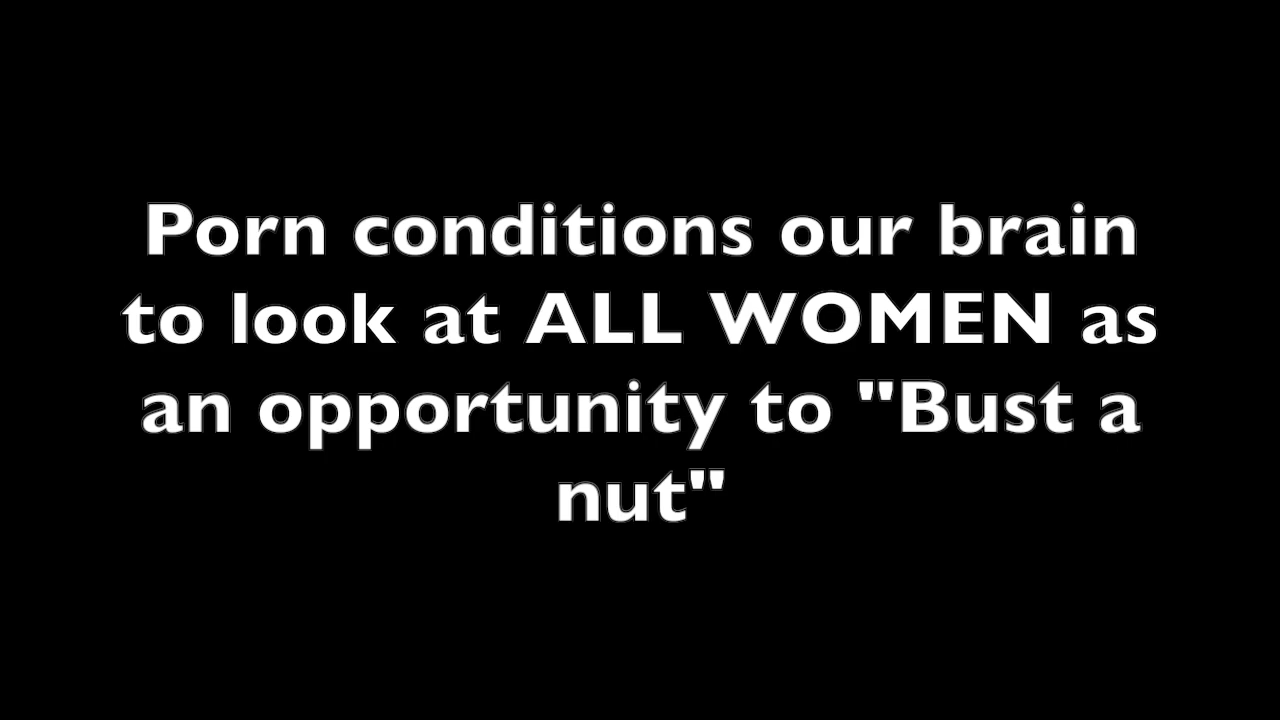 Porn conditions our brain
to look at ALL WOMEN as
an opportunity to "Bust a
nut"